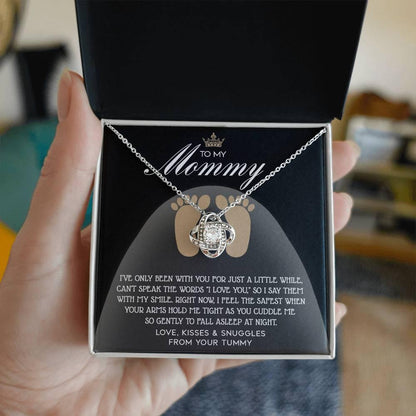 TO MY
Mommy
I'VE ONLY BEEN WITH YOU FOR JUST A LITTLE WHILE,
CAN'T SPEAK THE WORDS "I LOVE YOU," SO I SAY THEM
WITH MY SMILE. RIGHT NOW, I FEEL THE SAFEST WHEN
YOUR ARMS HOLD ME TIGHT AS YOU CUDDLE ME
SO GENTLY TO FALL ASLEEP AT NIGHT.
LOVE, KISSES & SNUGGLES
FROM YOUR TUMMY